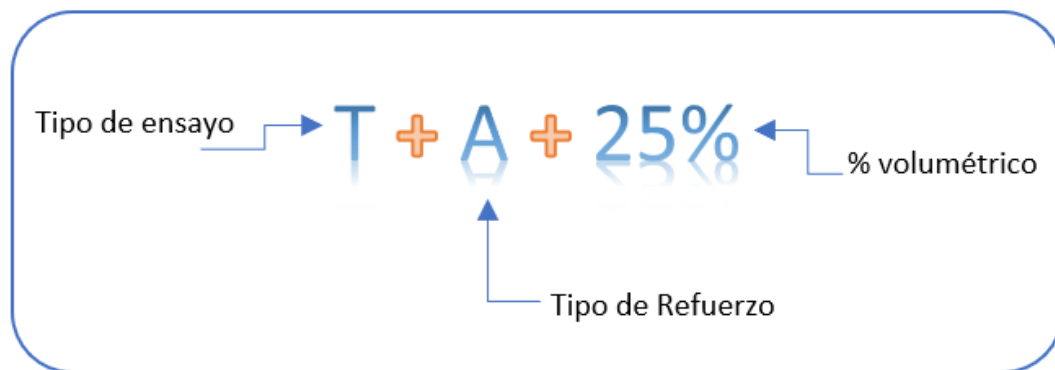 Tipo de ensayo
T + A + 25%
% volumétrico
Tipo de Refuerzo